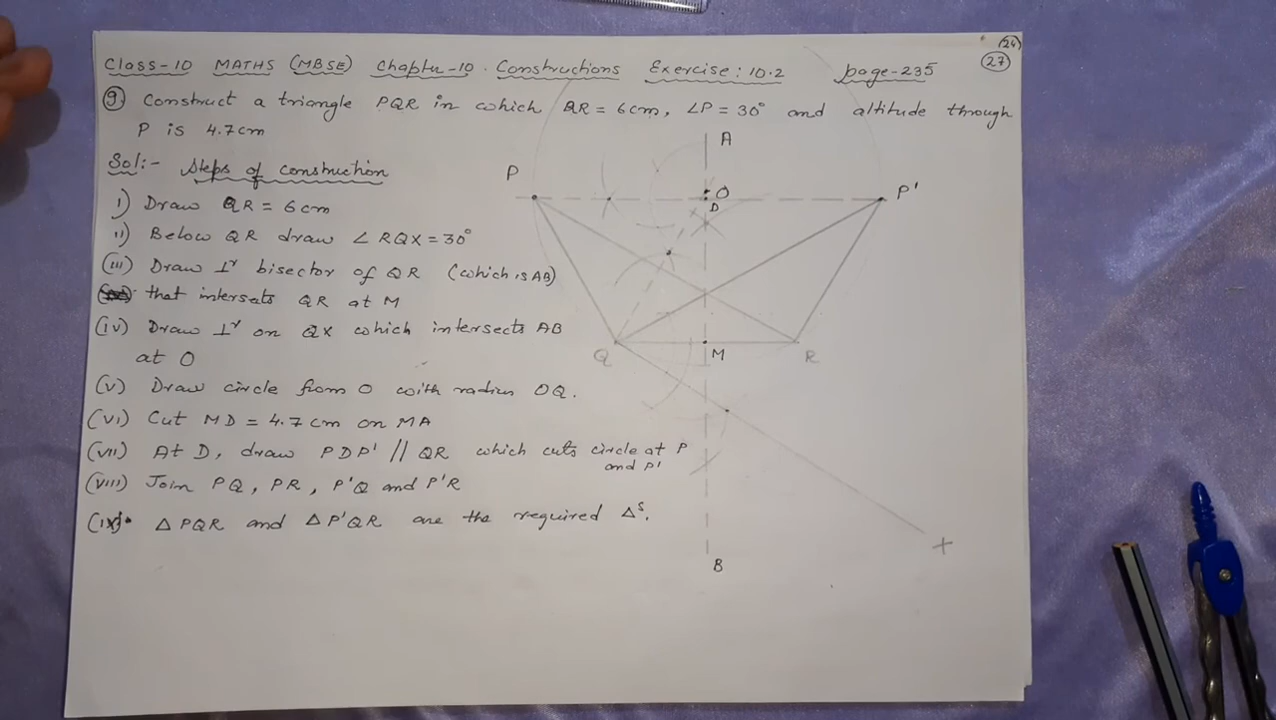 Class-10 MATHS (MBSE) Chapter-10. Constructions Exercise: 10.2 page-235
24
27
9. Construct a triangle PQR in which QR = 6cm, ∠P = 30° and altitude through
P is 4.7cm
Sol:- Steps of construction
i) Draw QR = 6cm
ii) Below QR draw ∠RQX = 30°
(iii) Draw ⊥r bisector of QR (which is AB)
that intersects QR at M
(iv) Draw ⊥r on QX which intersects AB
at O
(v) Draw circle from O with radius OQ.
(vi) Cut MD = 4.7cm on MA
(vii) At D, draw PDP' // QR which cuts circle at P
and P'
(viii) Join PQ, PR, P'Q and P'R
(ix) Δ PQR and Δ P'QR are the required Δs.
A
P
O
D
P'
Q
M
R
X
B